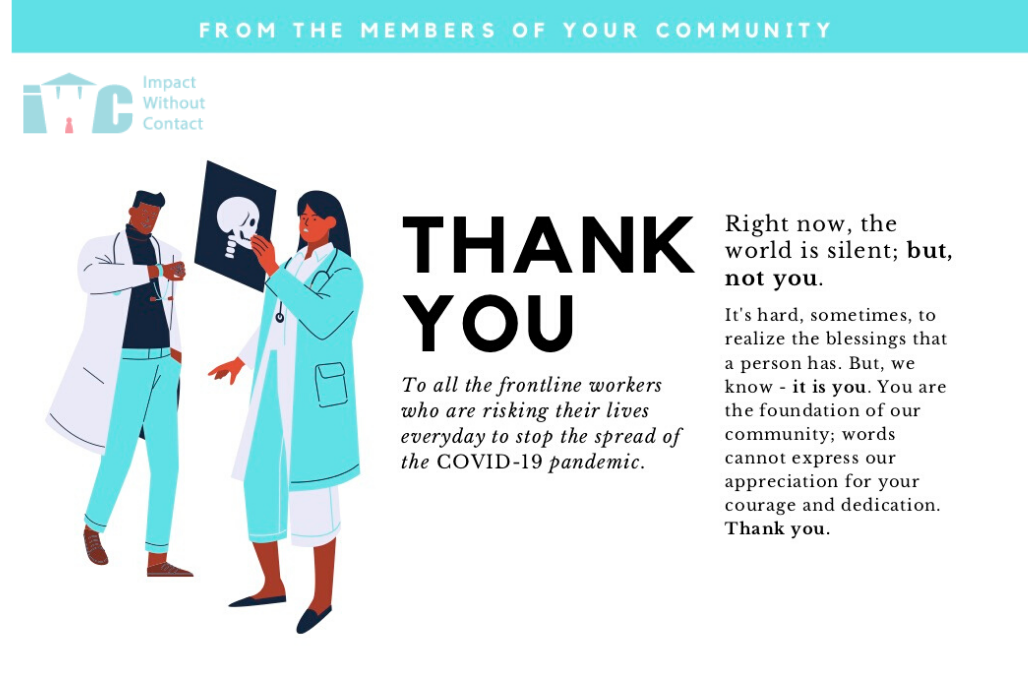 FROM THE MEMBERS OF YOUR COMMUNITY
iWC
Impact
Without
Contact
THANK
YOU
To all the frontline workers
who are risking their lives
everyday to stop the spread of
the COVID-19 pandemic.
Right now, the
world is silent; but,
not you.
It's hard, sometimes, to
realize the blessings that
a person has. But, we
know - it is you. You are
the foundation of our
community; words
cannot express our
appreciation for your
courage and dedication.
Thank you.